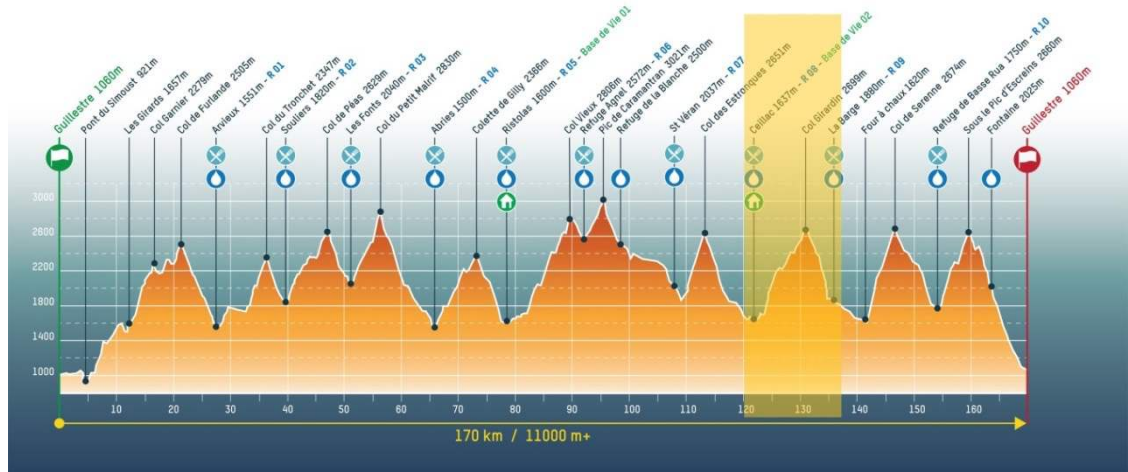 Guillestre 1060m
Pont du Simoust 921m
Les Girards 1857m
Col Garnier 2279m
Col de Furfande 2505m
Arvieux 1551m - R 01
Col du Tronchet 2347m
Souliers 1820m - R 02
Col de Péas 2629m
Les Fonts 2040m - R 03
Col du Petit Malrif 2830m
Abries 1500m - R 04
Colette de Gilly 2366m
Ristolas 1600m - R 05 - Base de Vie 01
Col Vieux 2806m
Refuge Agnel 2572m - R 06
Pic de Caramantran 3021m
Refuge de la Blanche 2500m
St Véran 2037m - R 07
Col des Estronques 2651m
Ceillac 1637m - R 08 - Base de Vie 02
Col Girardin 2699m
La Barge 1880m - R 09
Four à chaux 1620m
Col de Serenne 2674m
Refuge de Basse Rua 1750m - R 10
Sous le Pic d'Escreins 2660m
Fontaine 2025m
Guillestre 1060m
3000
2600
2200
1800
1400
1000
10 20 30 40 50 60 70 80 90 100 110 120 130 140 150 160
170 km / 11000 m+